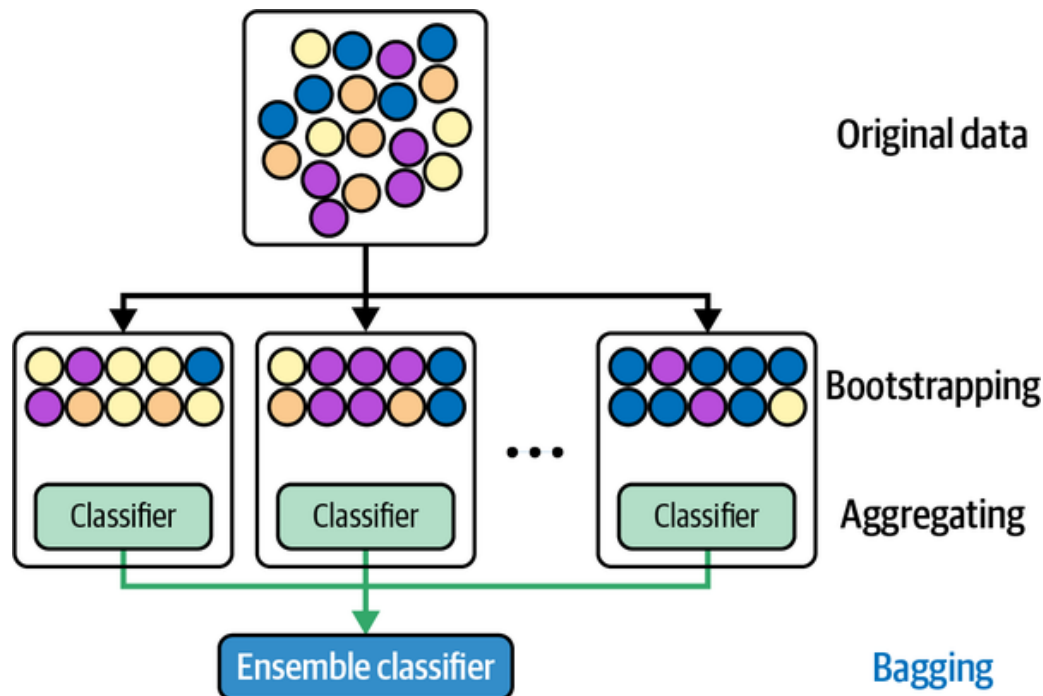 Original data
Bootstrapping
Classifier
Classifier
Classifier
Aggregating
Ensemble classifier
Bagging